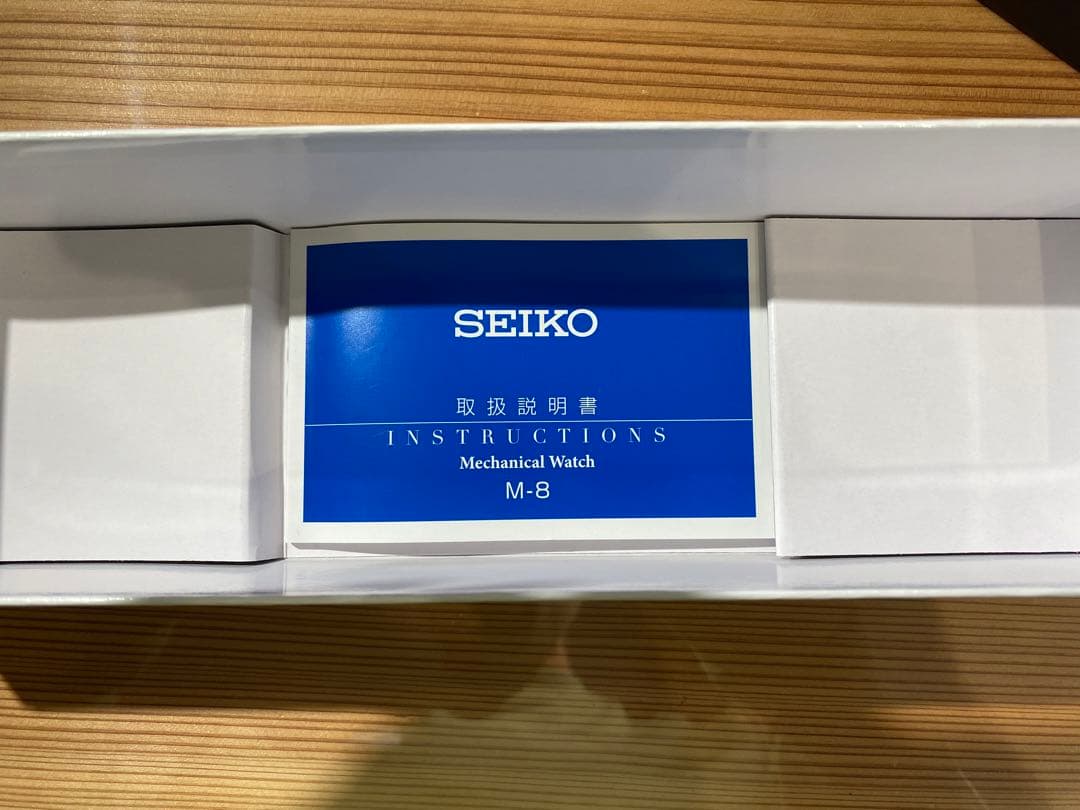 SEIKO
取扱説明書
INSTRUCTIONS
Mechanical Watch
M-8